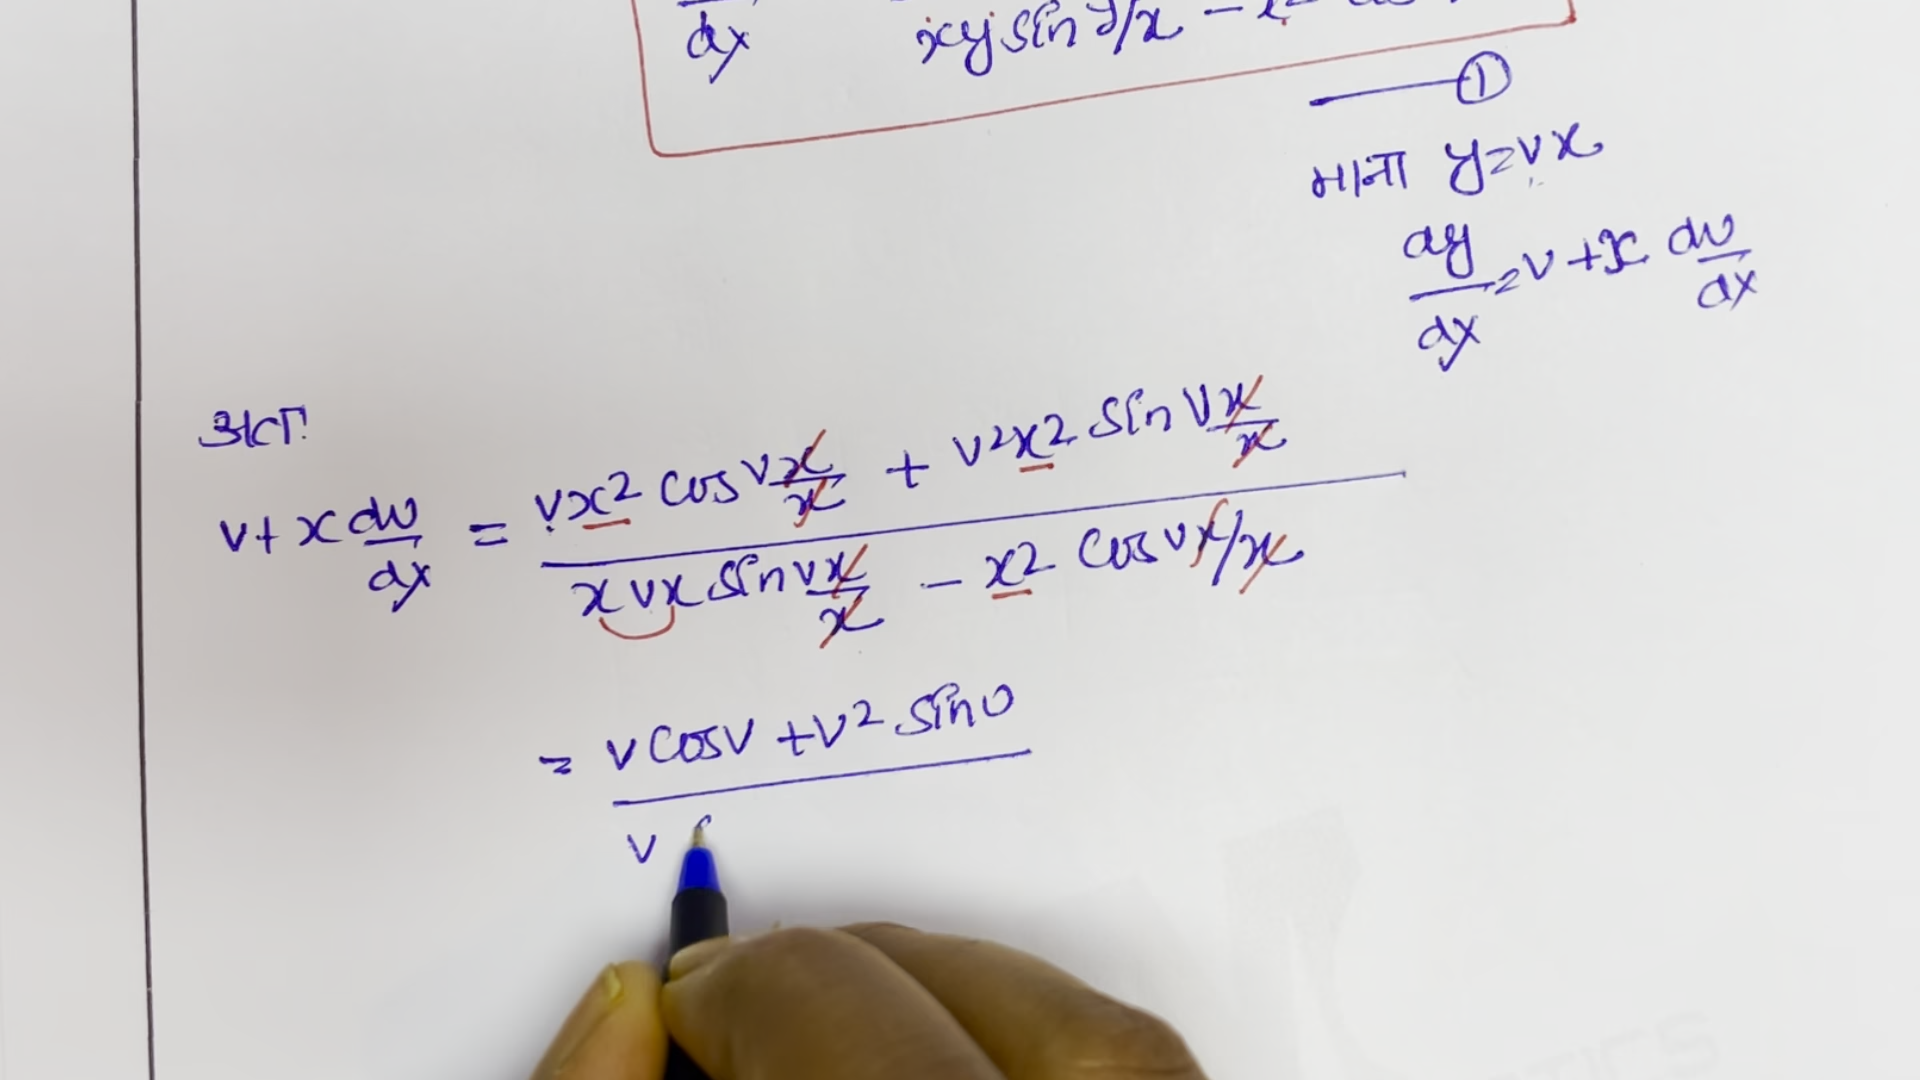 dx xy sin y/x - x²
①
माना y=vx
dy/dx = v + x dv/dx
अतः
v + x dv/dx = (vx² cos vx/x + v²x² sin vx/x) / (x vx sin vx/x - x² cos vx/x)
= (v cos v + v² sin v) / v